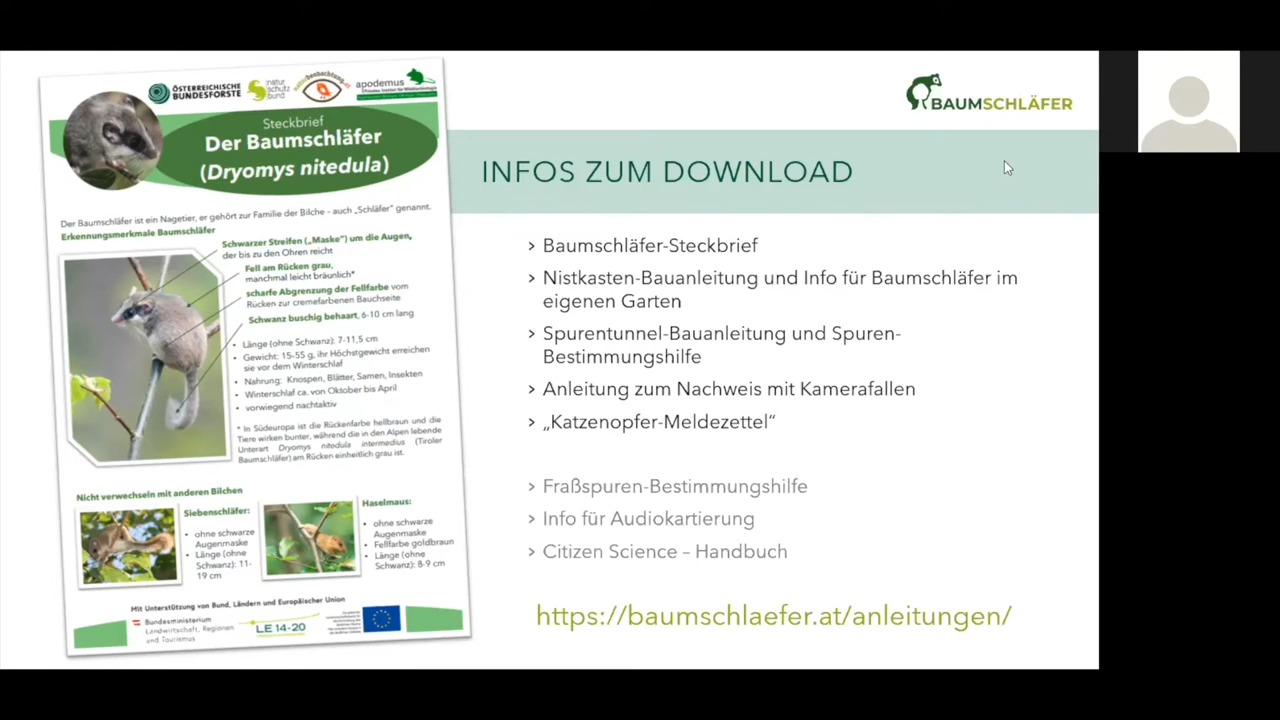 ÖSTERREICHISCHE
BUNDESFORSTE
natur
schutz
bund
naturbeobachtung.at
apodemus
Steckbrief
Der Baumschläfer
(Dryomys nitedula)
Der Baumschläfer ist ein Nagetier, er gehört zur Familie der Bilche – auch „Schläfer" genannt.
Erkennungsmerkmale Baumschläfer
Schwarzer Streifen („Maske") um die Augen,
der bis zu den Ohren reicht
Fell am Rücken grau,
manchmal leicht bräunlich*
scharfe Abgrenzung der Fellfarbe vom
Rücken zur cremefarbenen Bauchseite
Schwanz buschig behaart, 6-10 cm lang
• Länge (ohne Schwanz): 7-11,5 cm
• Gewicht: 15-55 g, ihr Höchstgewicht erreichen
sie vor dem Winterschlaf
• Nahrung: Knospen, Blätter, Samen, Insekten
• Winterschlaf ca. von Oktober bis April
• vorwiegend nachtaktiv
* In Südeuropa ist die Rückenfarbe hellbraun und die
Tiere wirken bunter, während die in den Alpen lebende
Unterart Dryomys nitedula intermedius (Tiroler
Baumschläfer) am Rücken einheitlich grau ist.
Nicht verwechseln mit anderen Bilchen
Siebenschläfer:
• ohne schwarze
Augenmaske
• Länge (ohne
Schwanz): 11-
19 cm
Haselmaus:
• ohne schwarze
Augenmaske
• Fellfarbe goldbraun
• Länge (ohne
Schwanz): 8-9 cm
Mit Unterstützung von Bund, Ländern und Europäischer Union
Bundesministerium
Landwirtschaft, Regionen
und Tourismus
LE 14-20
BAUMSCHLÄFER
INFOS ZUM DOWNLOAD
› Baumschläfer-Steckbrief
› Nistkasten-Bauanleitung und Info für Baumschläfer im
eigenen Garten
› Spurentunnel-Bauanleitung und Spuren-
Bestimmungshilfe
› Anleitung zum Nachweis mit Kamerafallen
› „Katzenopfer-Meldezettel"
› Fraßspuren-Bestimmungshilfe
› Info für Audiokartierung
› Citizen Science – Handbuch
https://baumschlaefer.at/anleitungen/